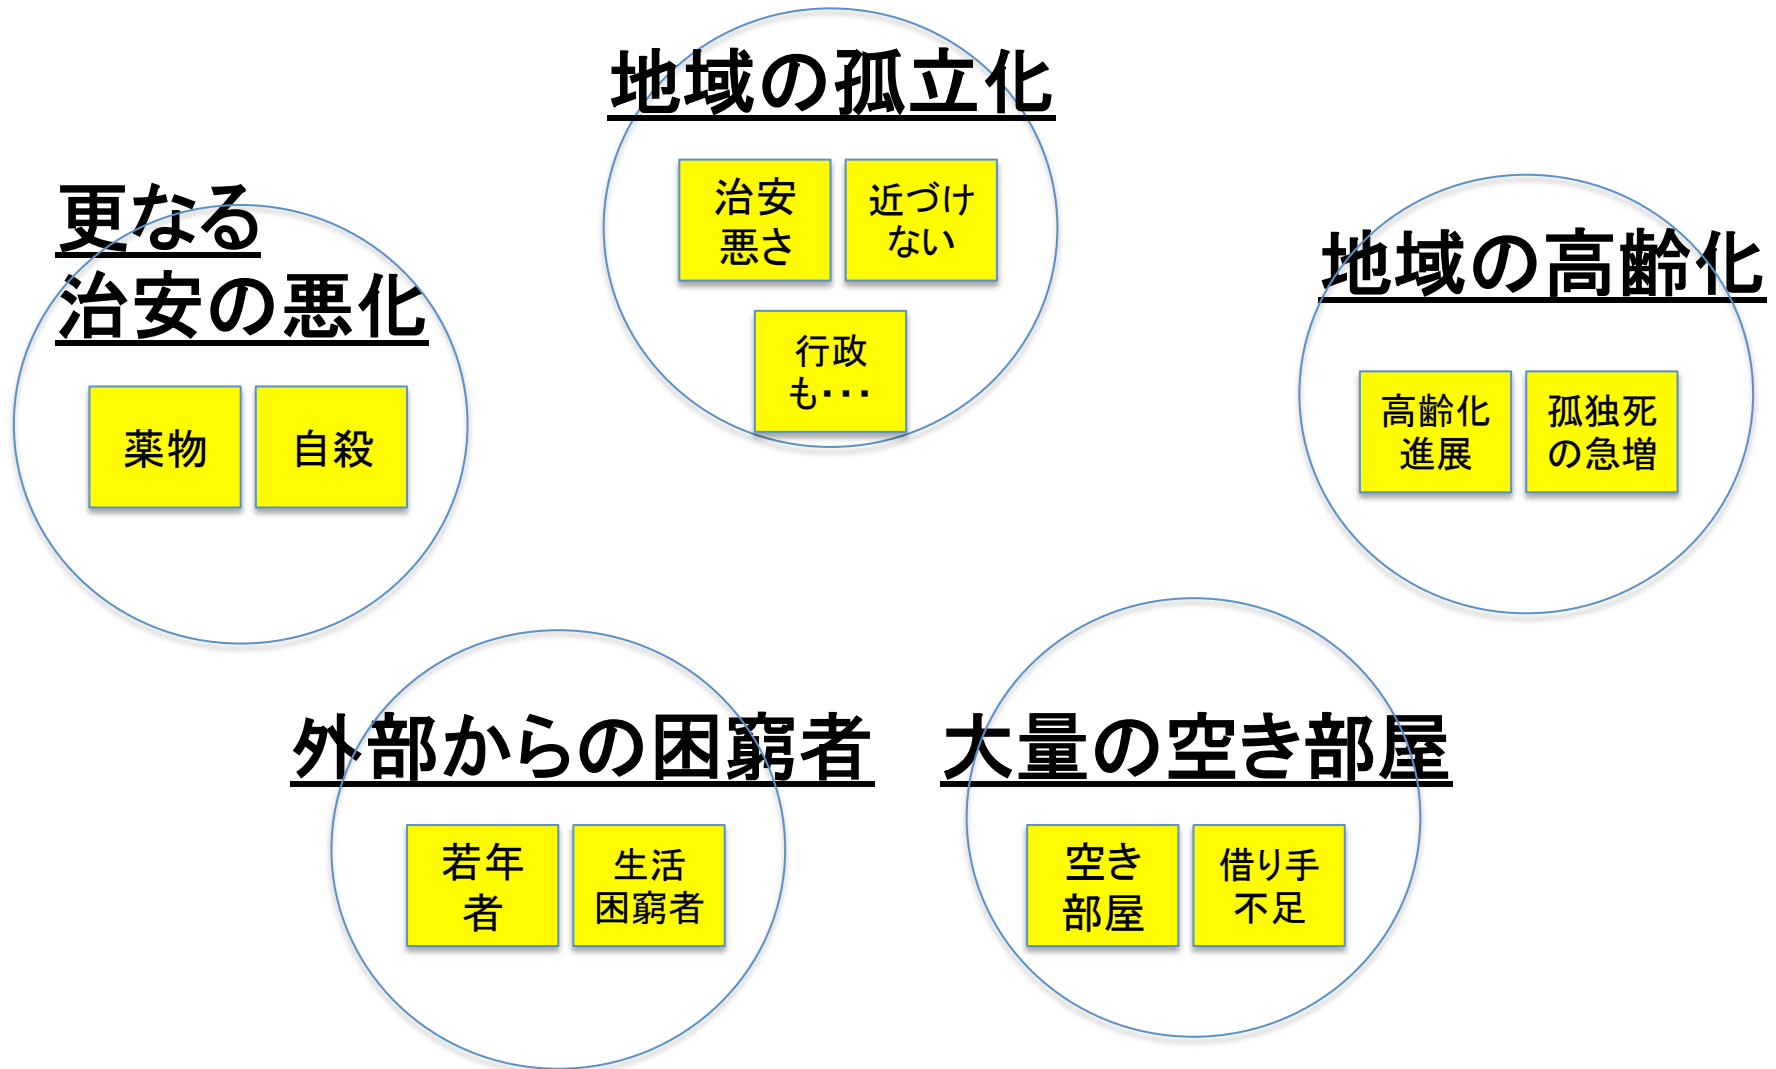 地域の孤立化
治安
悪さ
近づけ
ない
行政
も・・・
更なる
治安の悪化
薬物
自殺
地域の高齢化
高齢化
進展
孤独死
の急増
外部からの困窮者
若年
者
生活
困窮者
大量の空き部屋
空き
部屋
借り手
不足